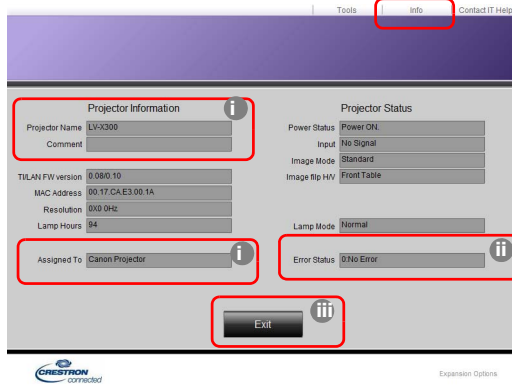 Tools Info Contact IT Help
Projector Information
i
Projector Status
Projector Name LV-X300
Power Status Power ON.
Comment
Input No Signal
Image Mode Standard
TI/LAN FW version 0.08/0.10
Image flip H/V Front Table
MAC Address 00.17.CA.E3.00.1A
Resolution 0X0 0Hz.
Lamp Hours 94
Lamp Mode Normal
Assigned To Canon Projector
i
Error Status 0:No Error
ii
Exit
iii
CRESTRON
connected
Expansion Options